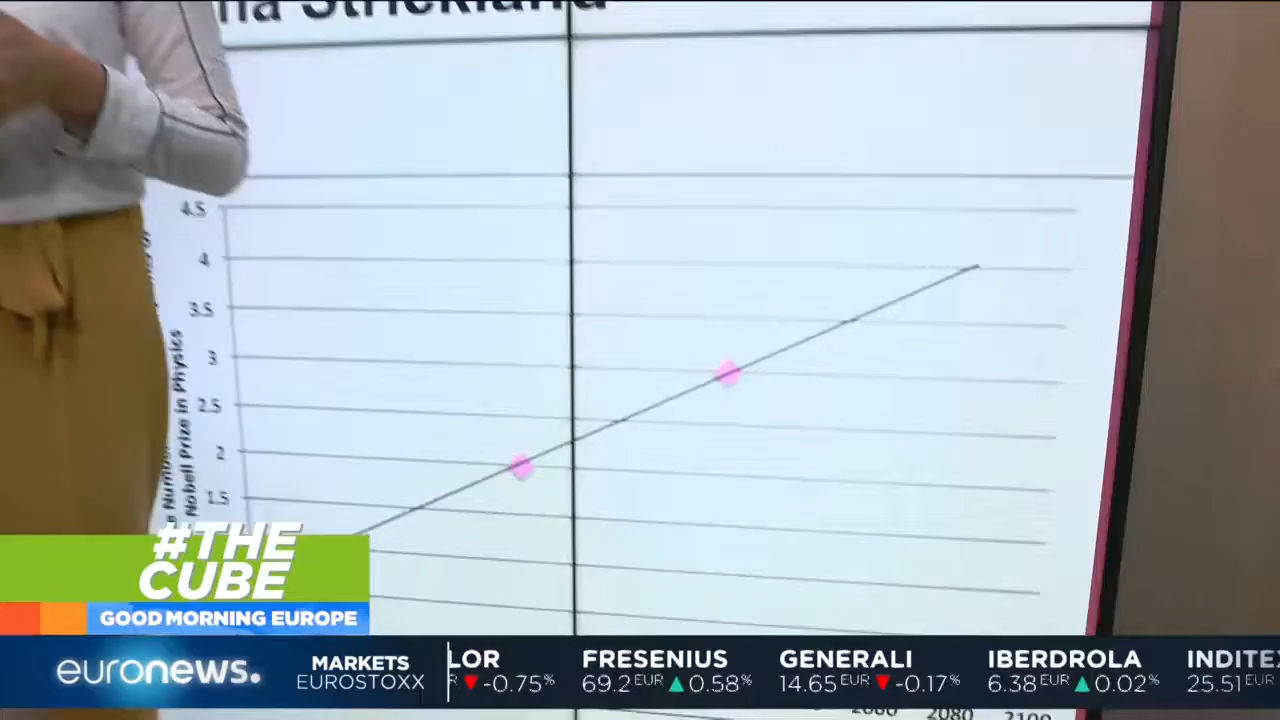 na Strickland
4.5
4
3.5
3
2.5
2
1.5
Nobell Prize in Physics
#THE
CUBE
GOOD MORNING EUROPE
euronews.
MARKETS
EUROSTOXX
LOR
R ▼ -0.75%
FRESENIUS
69.2 EUR ▲ 0.58%
GENERALI
14.65 EUR ▼ -0.17%
IBERDROLA
6.38 EUR ▲ 0.02%
INDITE
25.51 EUR
2060 2080 2100